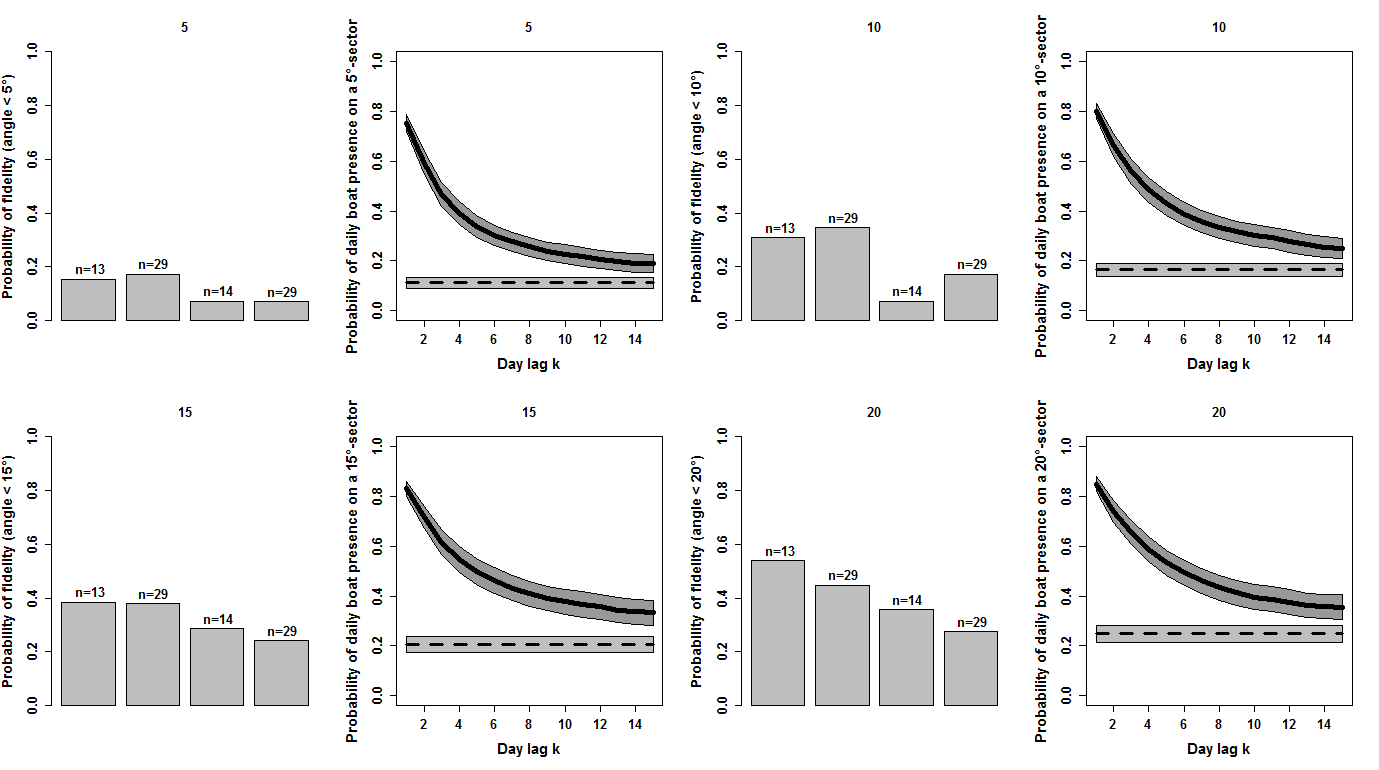 5
Probability of fidelity (angle < 5°)
1.0
0.8
0.6
0.4
0.2
0.0
n=13
n=29
n=14
n=29
5
Probability of daily boat presence on a 5°-sector
1.0
0.8
0.6
0.4
0.2
0.0
2 4 6 8 10 12 14
Day lag k
10
Probability of fidelity (angle < 10°)
1.0
0.8
0.6
0.4
0.2
0.0
n=13
n=29
n=14
n=29
10
Probability of daily boat presence on a 10°-sector
1.0
0.8
0.6
0.4
0.2
0.0
2 4 6 8 10 12 14
Day lag k
15
Probability of fidelity (angle < 15°)
1.0
0.8
0.6
0.4
0.2
0.0
n=13
n=29
n=14
n=29
15
Probability of daily boat presence on a 15°-sector
1.0
0.8
0.6
0.4
0.2
0.0
2 4 6 8 10 12 14
Day lag k
20
Probability of fidelity (angle < 20°)
1.0
0.8
0.6
0.4
0.2
0.0
n=13
n=29
n=14
n=29
20
Probability of daily boat presence on a 20°-sector
1.0
0.8
0.6
0.4
0.2
0.0
2 4 6 8 10 12 14
Day lag k